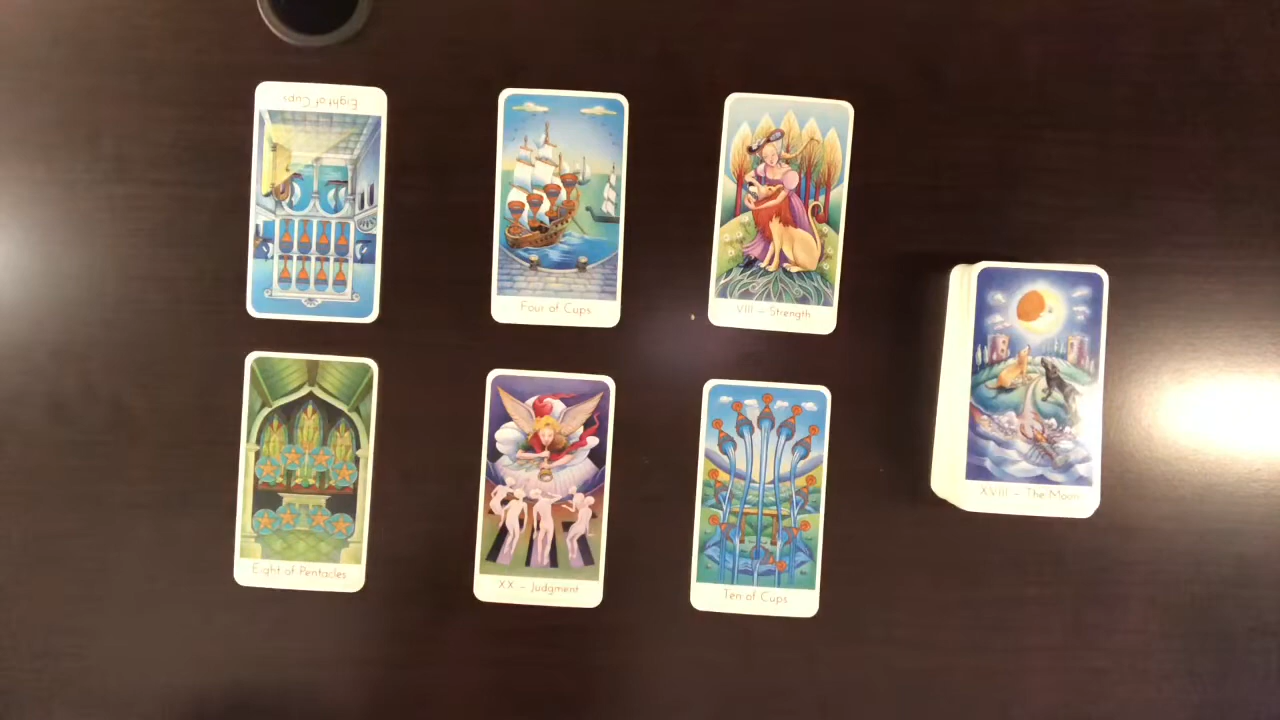 Eight of Cups
Four of Cups
VIII – Strength
XVIII – The Moon
Eight of Pentacles
XX – Judgment
Ten of Cups